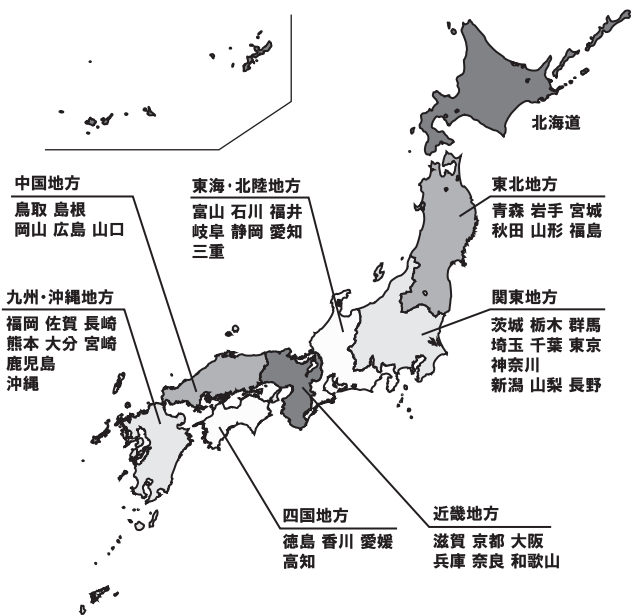 北海道
中国地方
鳥取 島根
岡山 広島 山口
東海･北陸地方
富山 石川 福井
岐阜 静岡 愛知
三重
東北地方
青森 岩手 宮城
秋田 山形 福島
九州･沖縄地方
福岡 佐賀 長崎
熊本 大分 宮崎
鹿児島
沖縄
関東地方
茨城 栃木 群馬
埼玉 千葉 東京
神奈川
新潟 山梨 長野
四国地方
徳島 香川 愛媛
高知
近畿地方
滋賀 京都 大阪
兵庫 奈良 和歌山